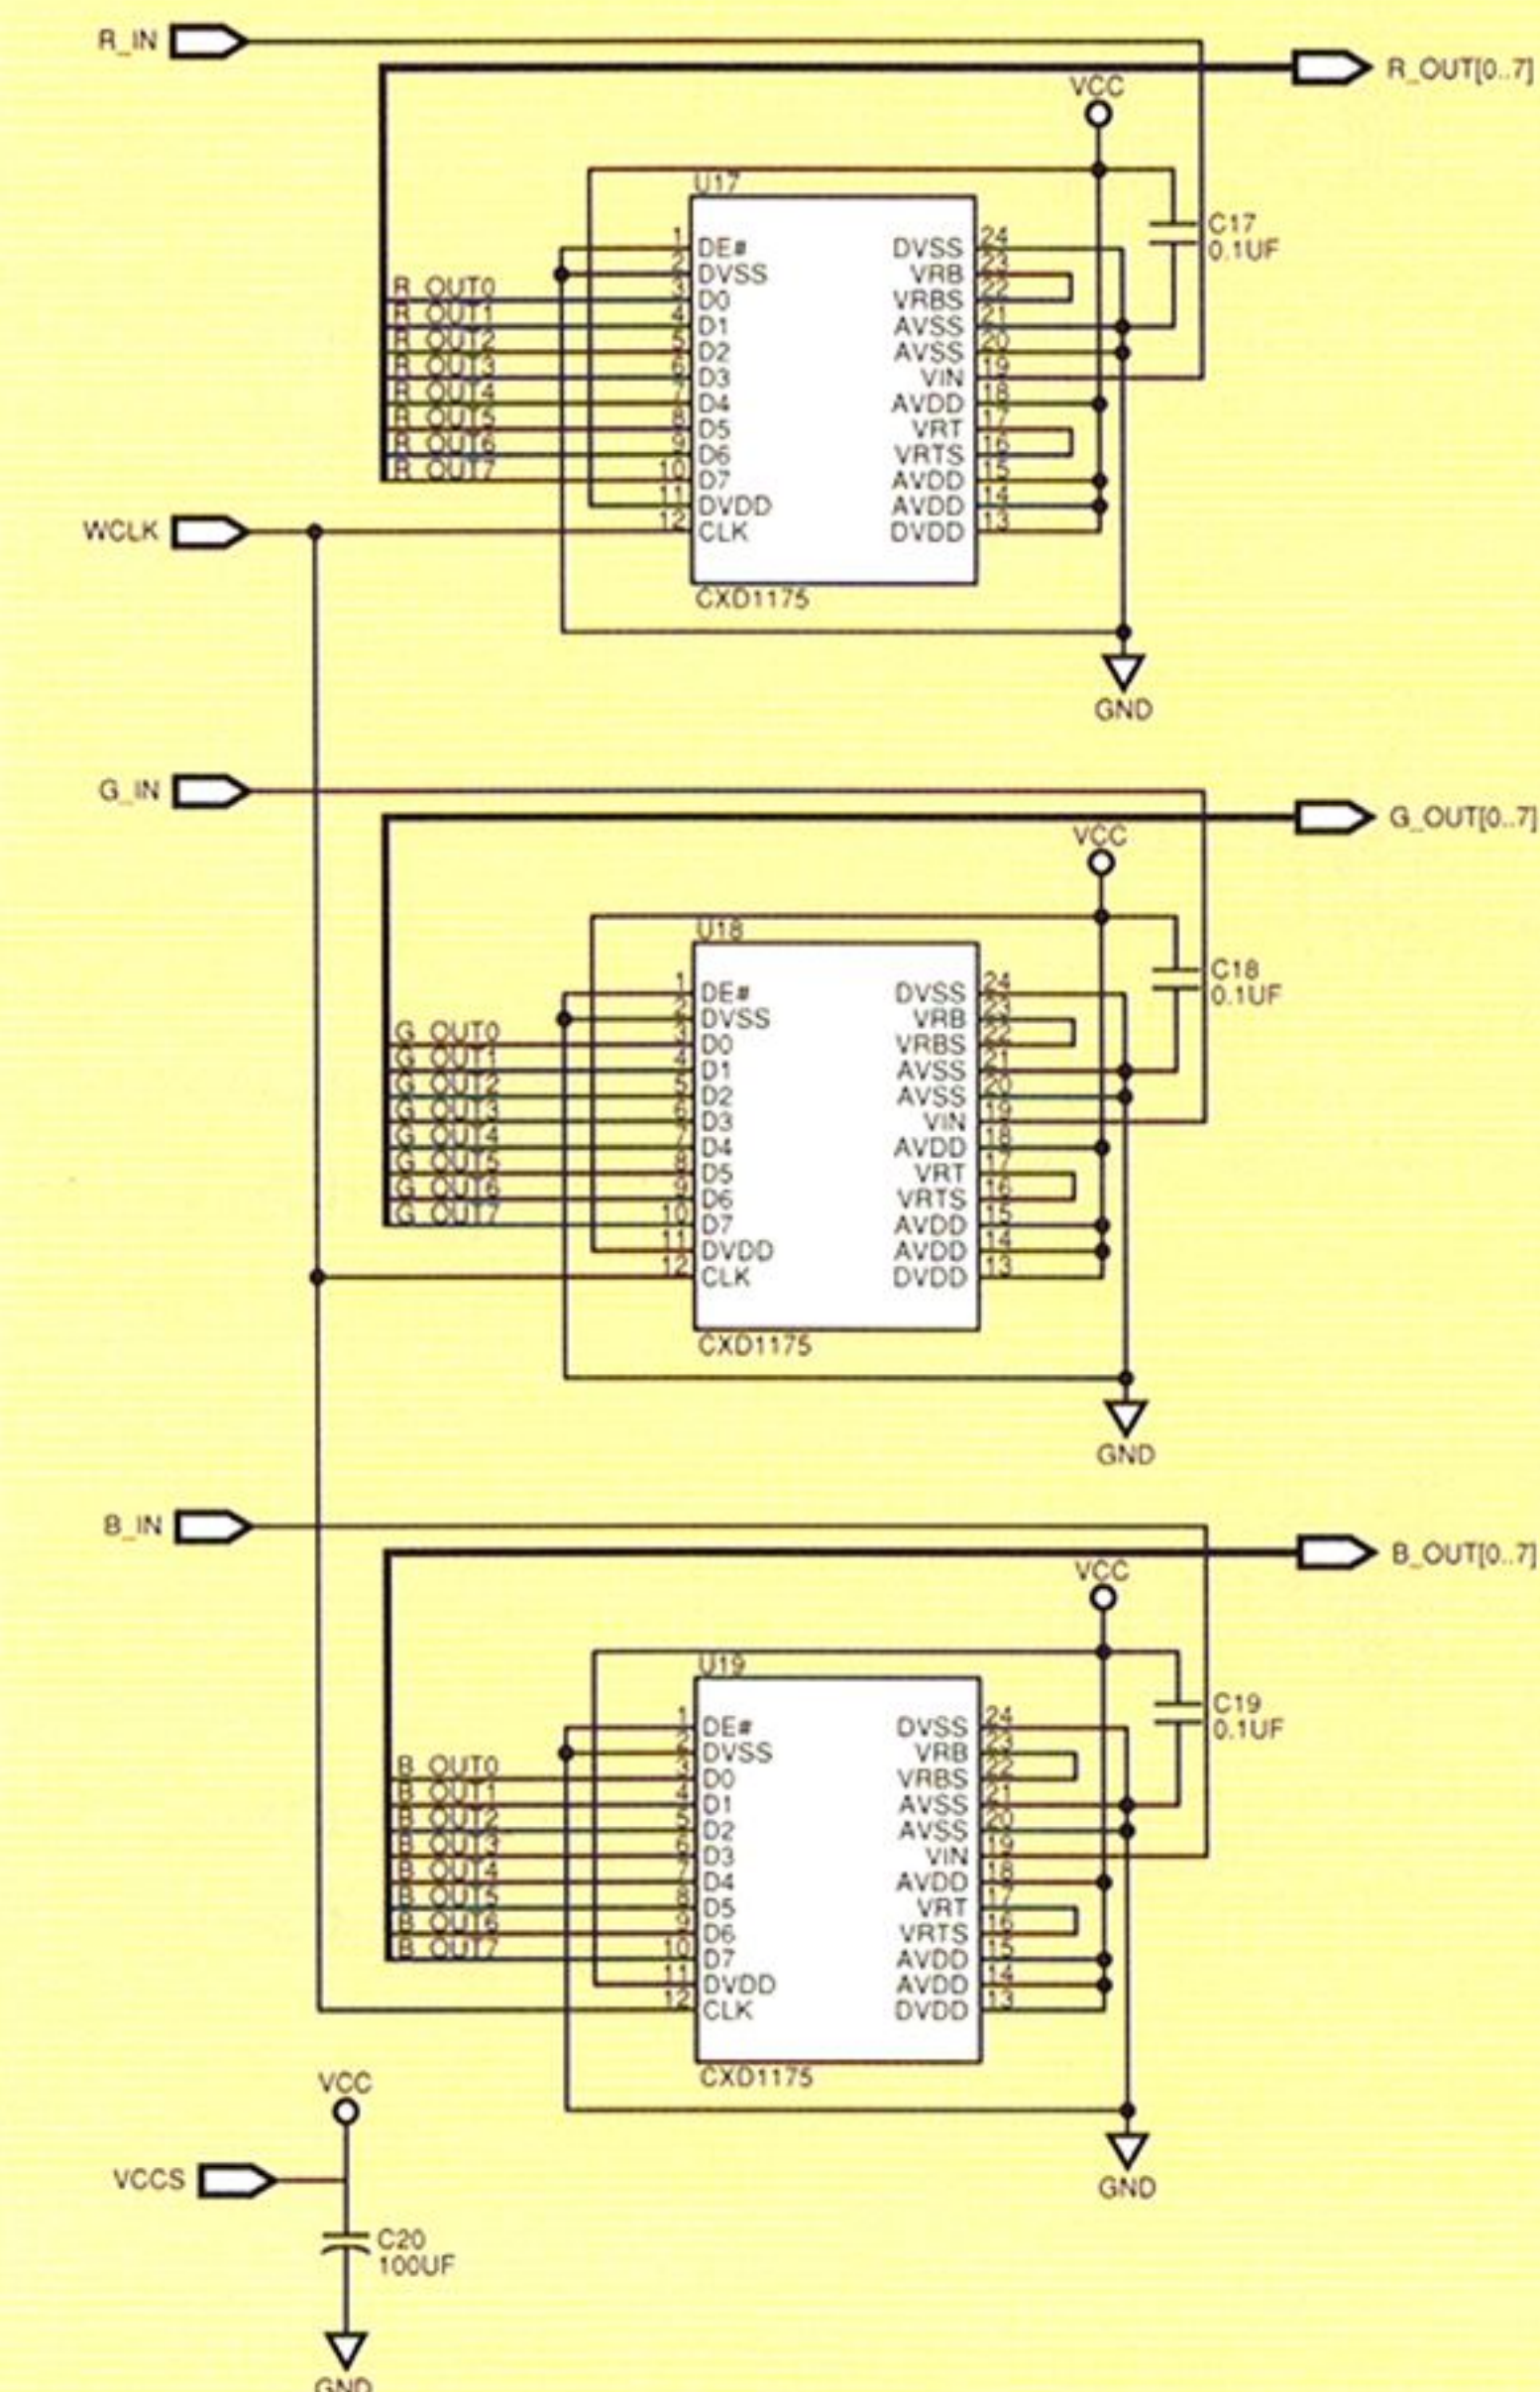 R_IN
R_OUT[0..7]
VCC
U17
C17
0.1UF
1 DE# DVSS 24
2 DVSS VRB 23
R_OUT0 3 D0 VRBS 22
R_OUT1 4 D1 AVSS 21
R_OUT2 5 D2 AVSS 20
R_OUT3 6 D3 VIN 19
R_OUT4 7 D4 AVDD 18
R_OUT5 8 D5 VRT 17
R_OUT6 9 D6 VRTS 16
R_OUT7 10 D7 AVDD 15
11 DVDD AVDD 14
WCLK 12 CLK DVDD 13
CXD1175
GND
G_IN
G_OUT[0..7]
VCC
U18
C18
0.1UF
1 DE# DVSS 24
2 DVSS VRB 23
G_OUT0 3 D0 VRBS 22
G_OUT1 4 D1 AVSS 21
G_OUT2 5 D2 AVSS 20
G_OUT3 6 D3 VIN 19
G_OUT4 7 D4 AVDD 18
G_OUT5 8 D5 VRT 17
G_OUT6 9 D6 VRTS 16
G_OUT7 10 D7 AVDD 15
11 DVDD AVDD 14
12 CLK DVDD 13
CXD1175
GND
B_IN
B_OUT[0..7]
VCC
U19
C19
0.1UF
1 DE# DVSS 24
2 DVSS VRB 23
B_OUT0 3 D0 VRBS 22
B_OUT1 4 D1 AVSS 21
B_OUT2 5 D2 AVSS 20
B_OUT3 6 D3 VIN 19
B_OUT4 7 D4 AVDD 18
B_OUT5 8 D5 VRT 17
B_OUT6 9 D6 VRTS 16
B_OUT7 10 D7 AVDD 15
11 DVDD AVDD 14
12 CLK DVDD 13
CXD1175
GND
VCC
VCCS
C20
100UF
GND